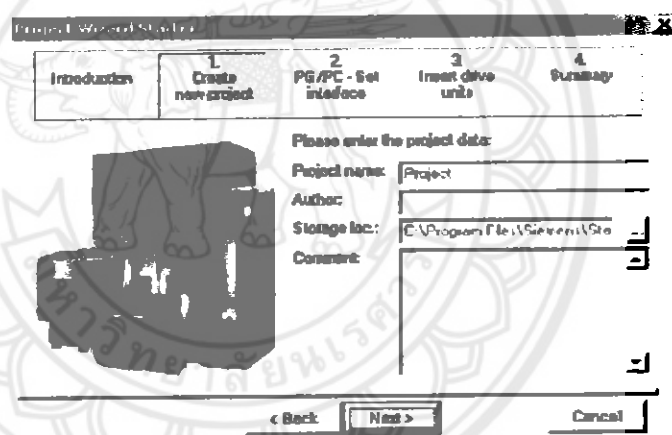 Project Wizard Starter
Introduction
1.
Create
new project
2.
PG/PC - Set
interface
3.
Insert drive
units
4.
Summary
Please enter the project data:
Project name:
Project
Author:
Storage loc.:
C:\Program Files\Siemens\Sta
Comment:
< Back
Next >
Cancel